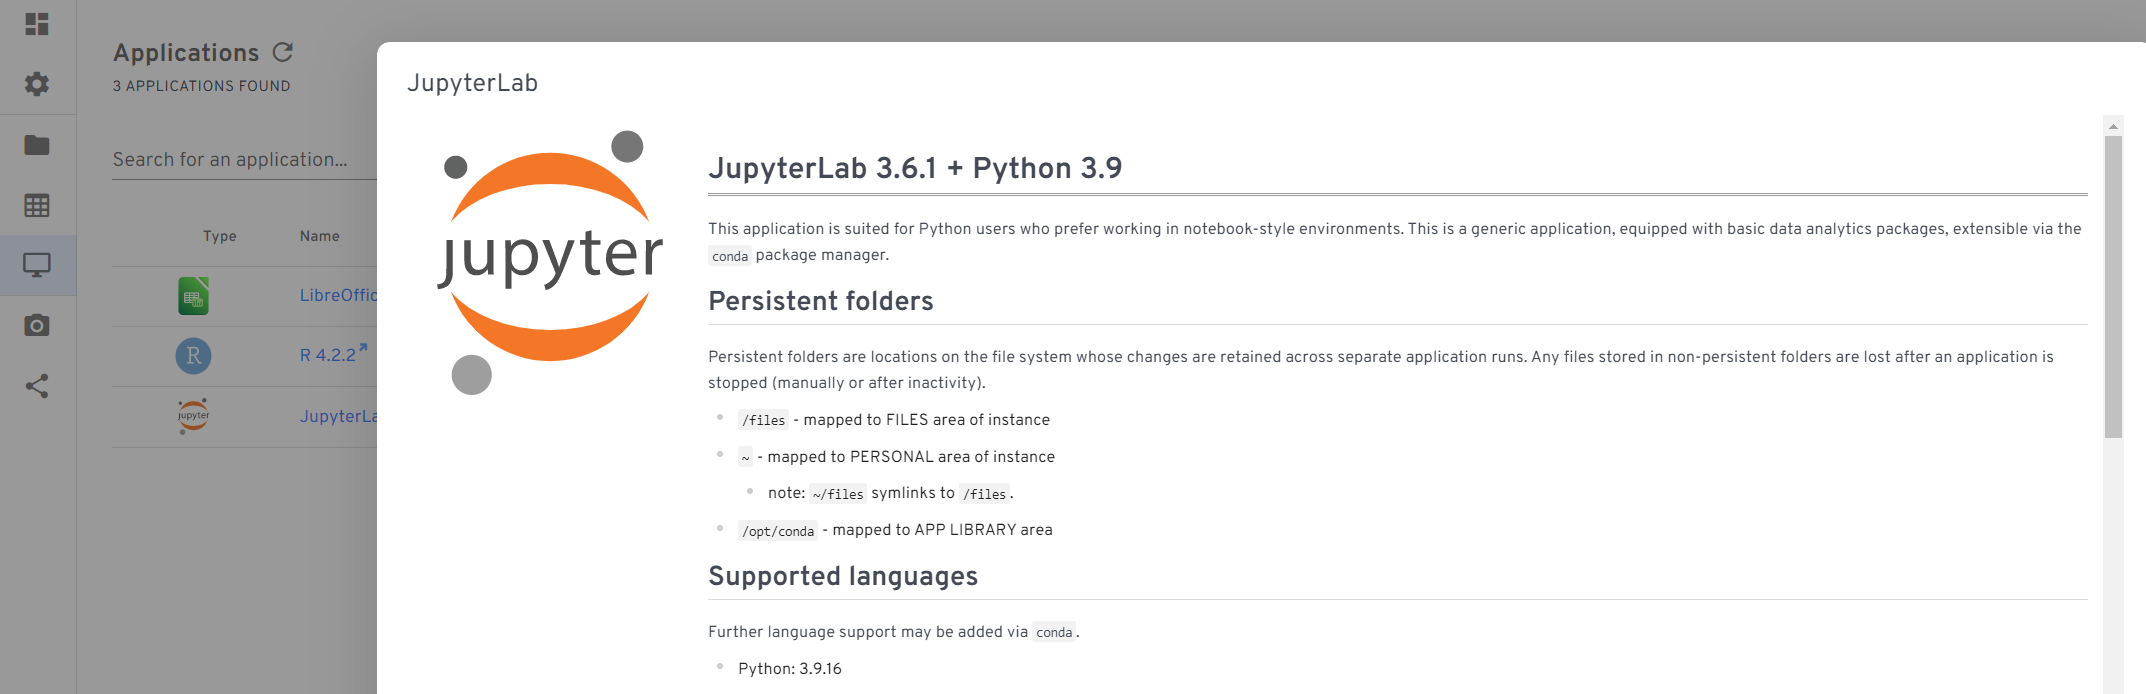 Applications
3 APPLICATIONS FOUND
Search for an application...
Type Name
LibreOffic
R 4.2.2
JupyterLa
JupyterLab
jupyter
JupyterLab 3.6.1 + Python 3.9
This application is suited for Python users who prefer working in notebook-style environments. This is a generic application, equipped with basic data analytics packages, extensible via the
conda package manager.
Persistent folders
Persistent folders are locations on the file system whose changes are retained across separate application runs. Any files stored in non-persistent folders are lost after an application is
stopped (manually or after inactivity).
/files - mapped to FILES area of instance
~ - mapped to PERSONAL area of instance
note: ~/files symlinks to /files.
/opt/conda - mapped to APP LIBRARY area
Supported languages
Further language support may be added via conda.
Python: 3.9.16
R
jupyter